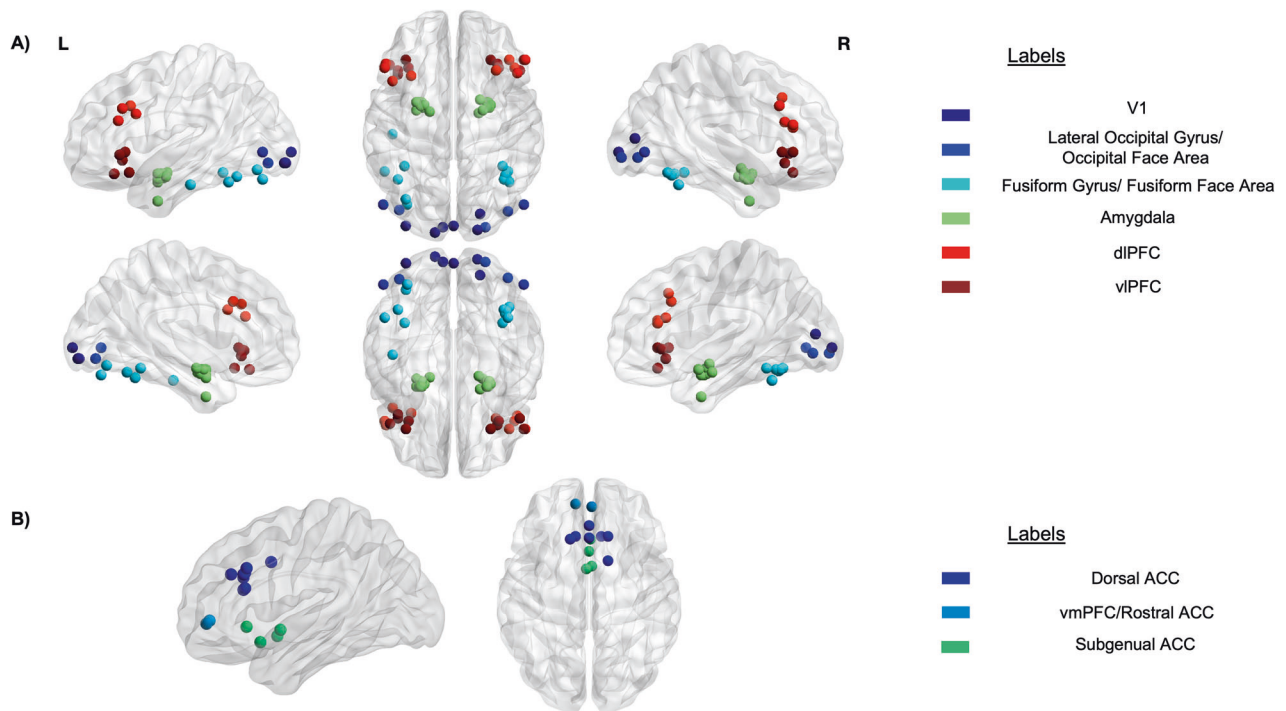 A)
L
R
Labels
V1
Lateral Occipital Gyrus/
Occipital Face Area
Fusiform Gyrus/ Fusiform Face Area
Amygdala
dlPFC
vlPFC
B)
Labels
Dorsal ACC
vmPFC/Rostral ACC
Subgenual ACC